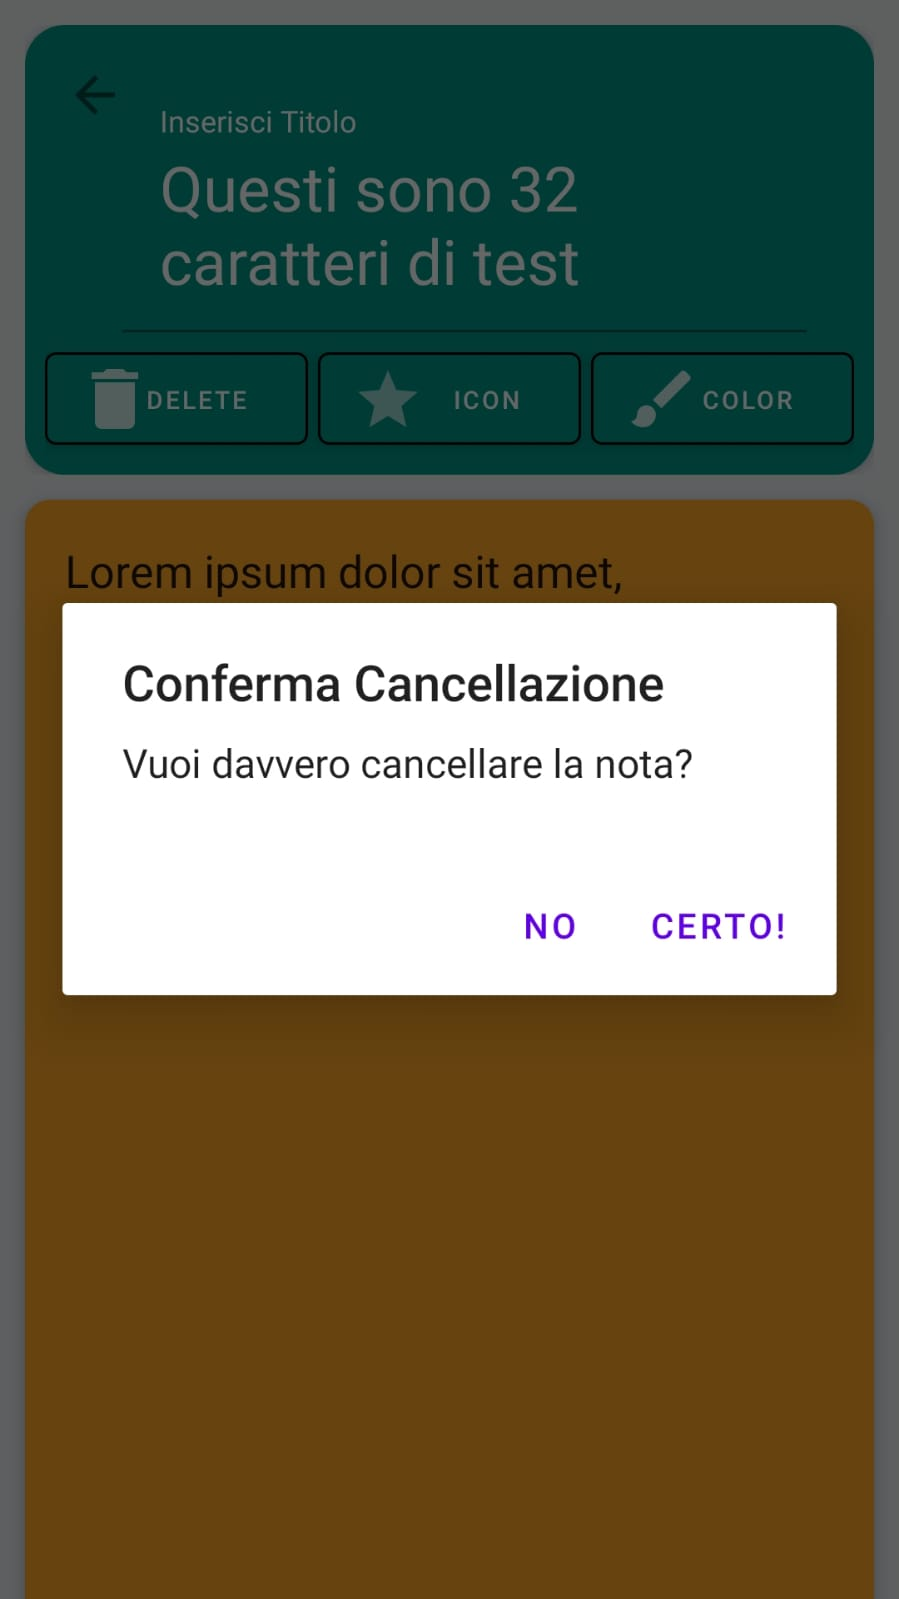 Inserisci Titolo
Questi sono 32
caratteri di test
DELETE
ICON
COLOR
Lorem ipsum dolor sit amet,
Conferma Cancellazione
Vuoi davvero cancellare la nota?
NO
CERTO!